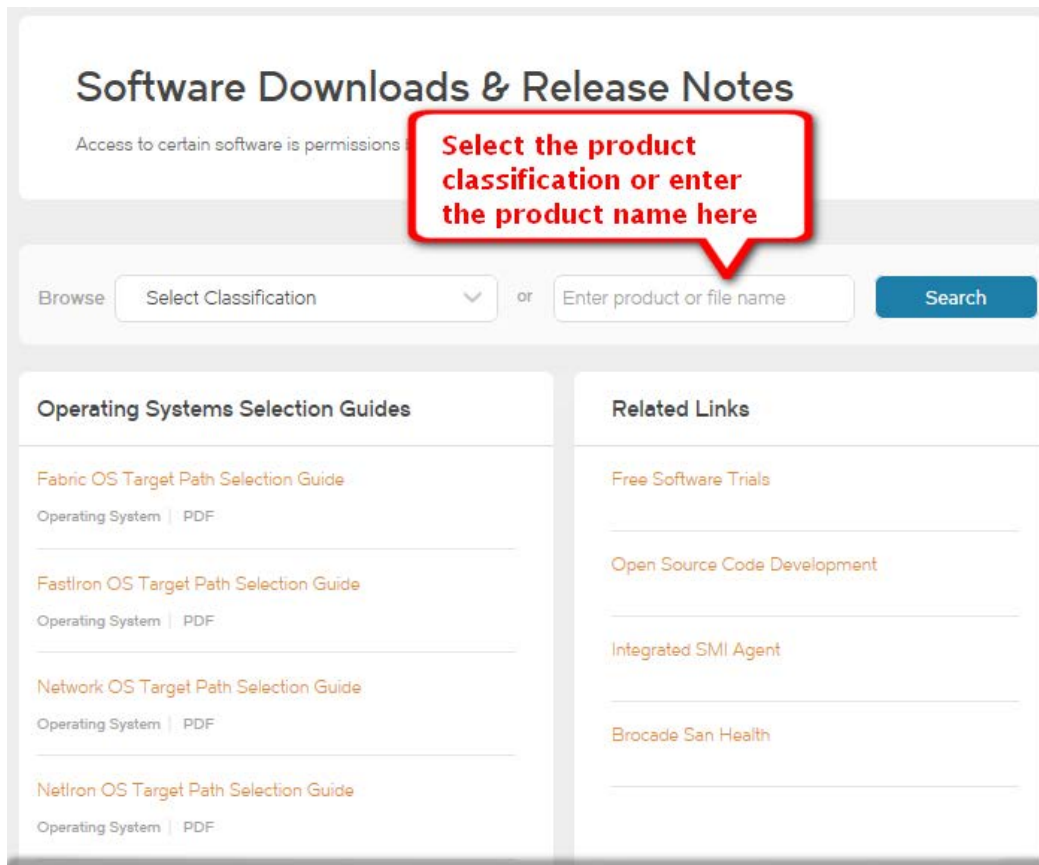 Software Downloads & Release Notes
Access to certain software is permissions
Select the product
classification or enter
the product name here
Browse
Select Classification
or
Enter product or file name
Search
Operating Systems Selection Guides
Fabric OS Target Path Selection Guide
Operating System | PDF
FastIron OS Target Path Selection Guide
Operating System | PDF
Network OS Target Path Selection Guide
Operating System | PDF
NetIron OS Target Path Selection Guide
Operating System | PDF
Related Links
Free Software Trials
Open Source Code Development
Integrated SMI Agent
Brocade San Health